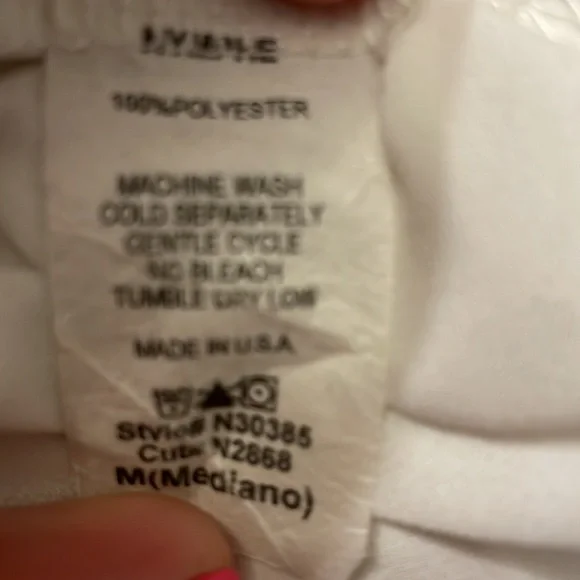 100%POLYESTER
MACHINE WASH
COLD SEPARATELY
GENTLE CYCLE
NO BLEACH
TUMBLE DRY LOW
MADE IN U.S.A
Style# N30385
Cut# N2868
M(Mediano)